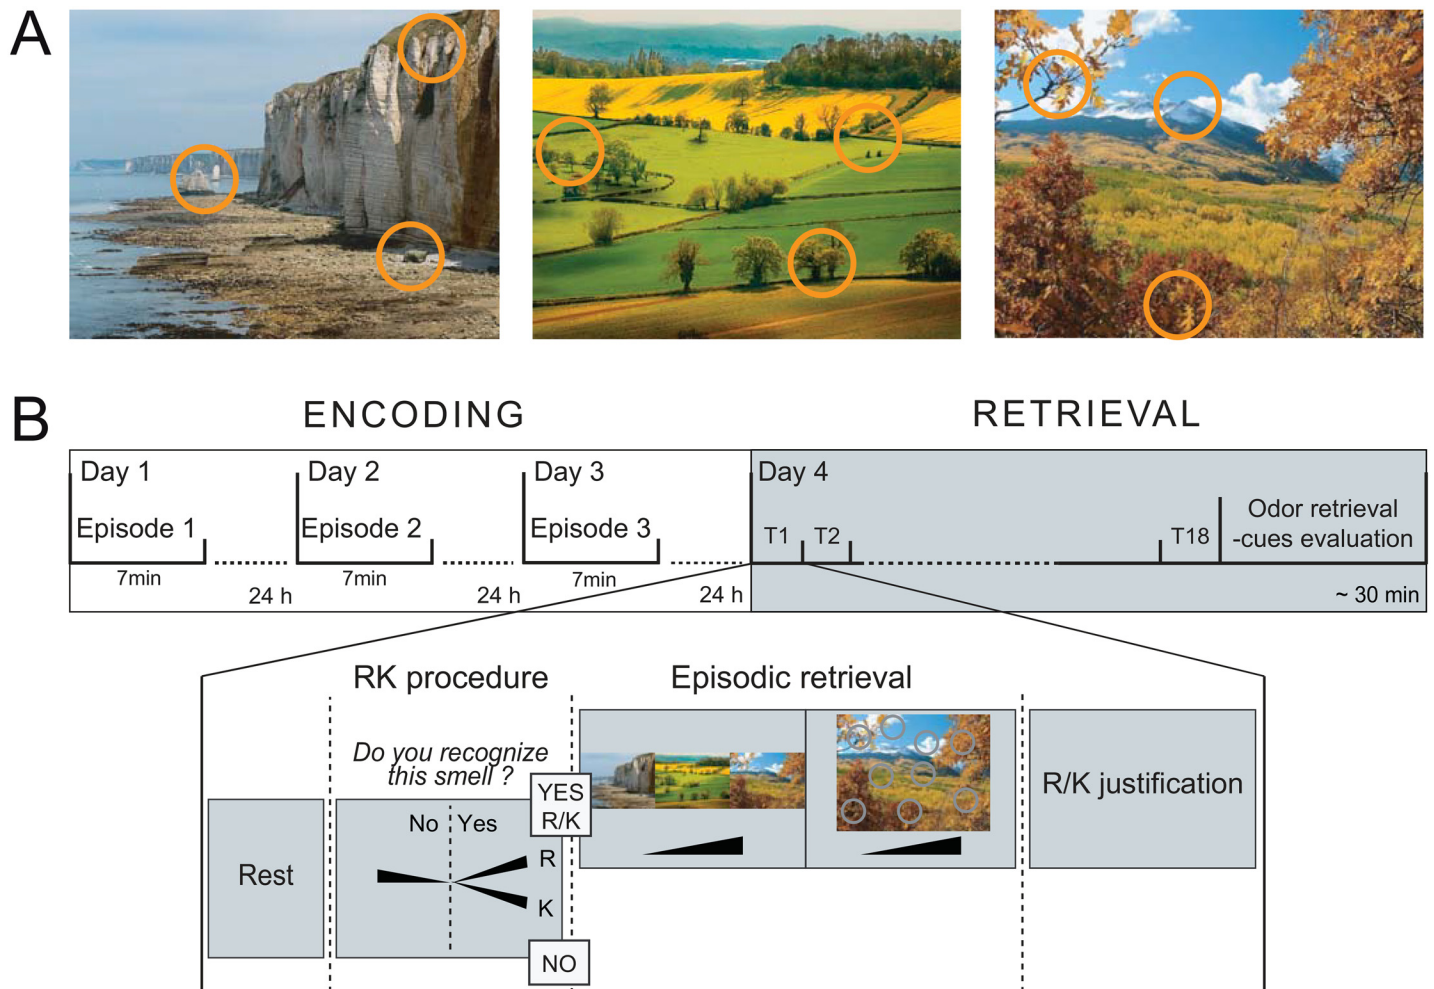 A
B
ENCODING
RETRIEVAL
Day 1
Day 2
Day 3
Day 4
Episode 1
Episode 2
Episode 3
T1
T2
T18
Odor retrieval
-cues evaluation
7min
7min
7min
24 h
24 h
24 h
~ 30 min
RK procedure
Episodic retrieval
Do you recognize
this smell ?
YES
R/K
No
Yes
R
K
NO
Rest
R/K justification